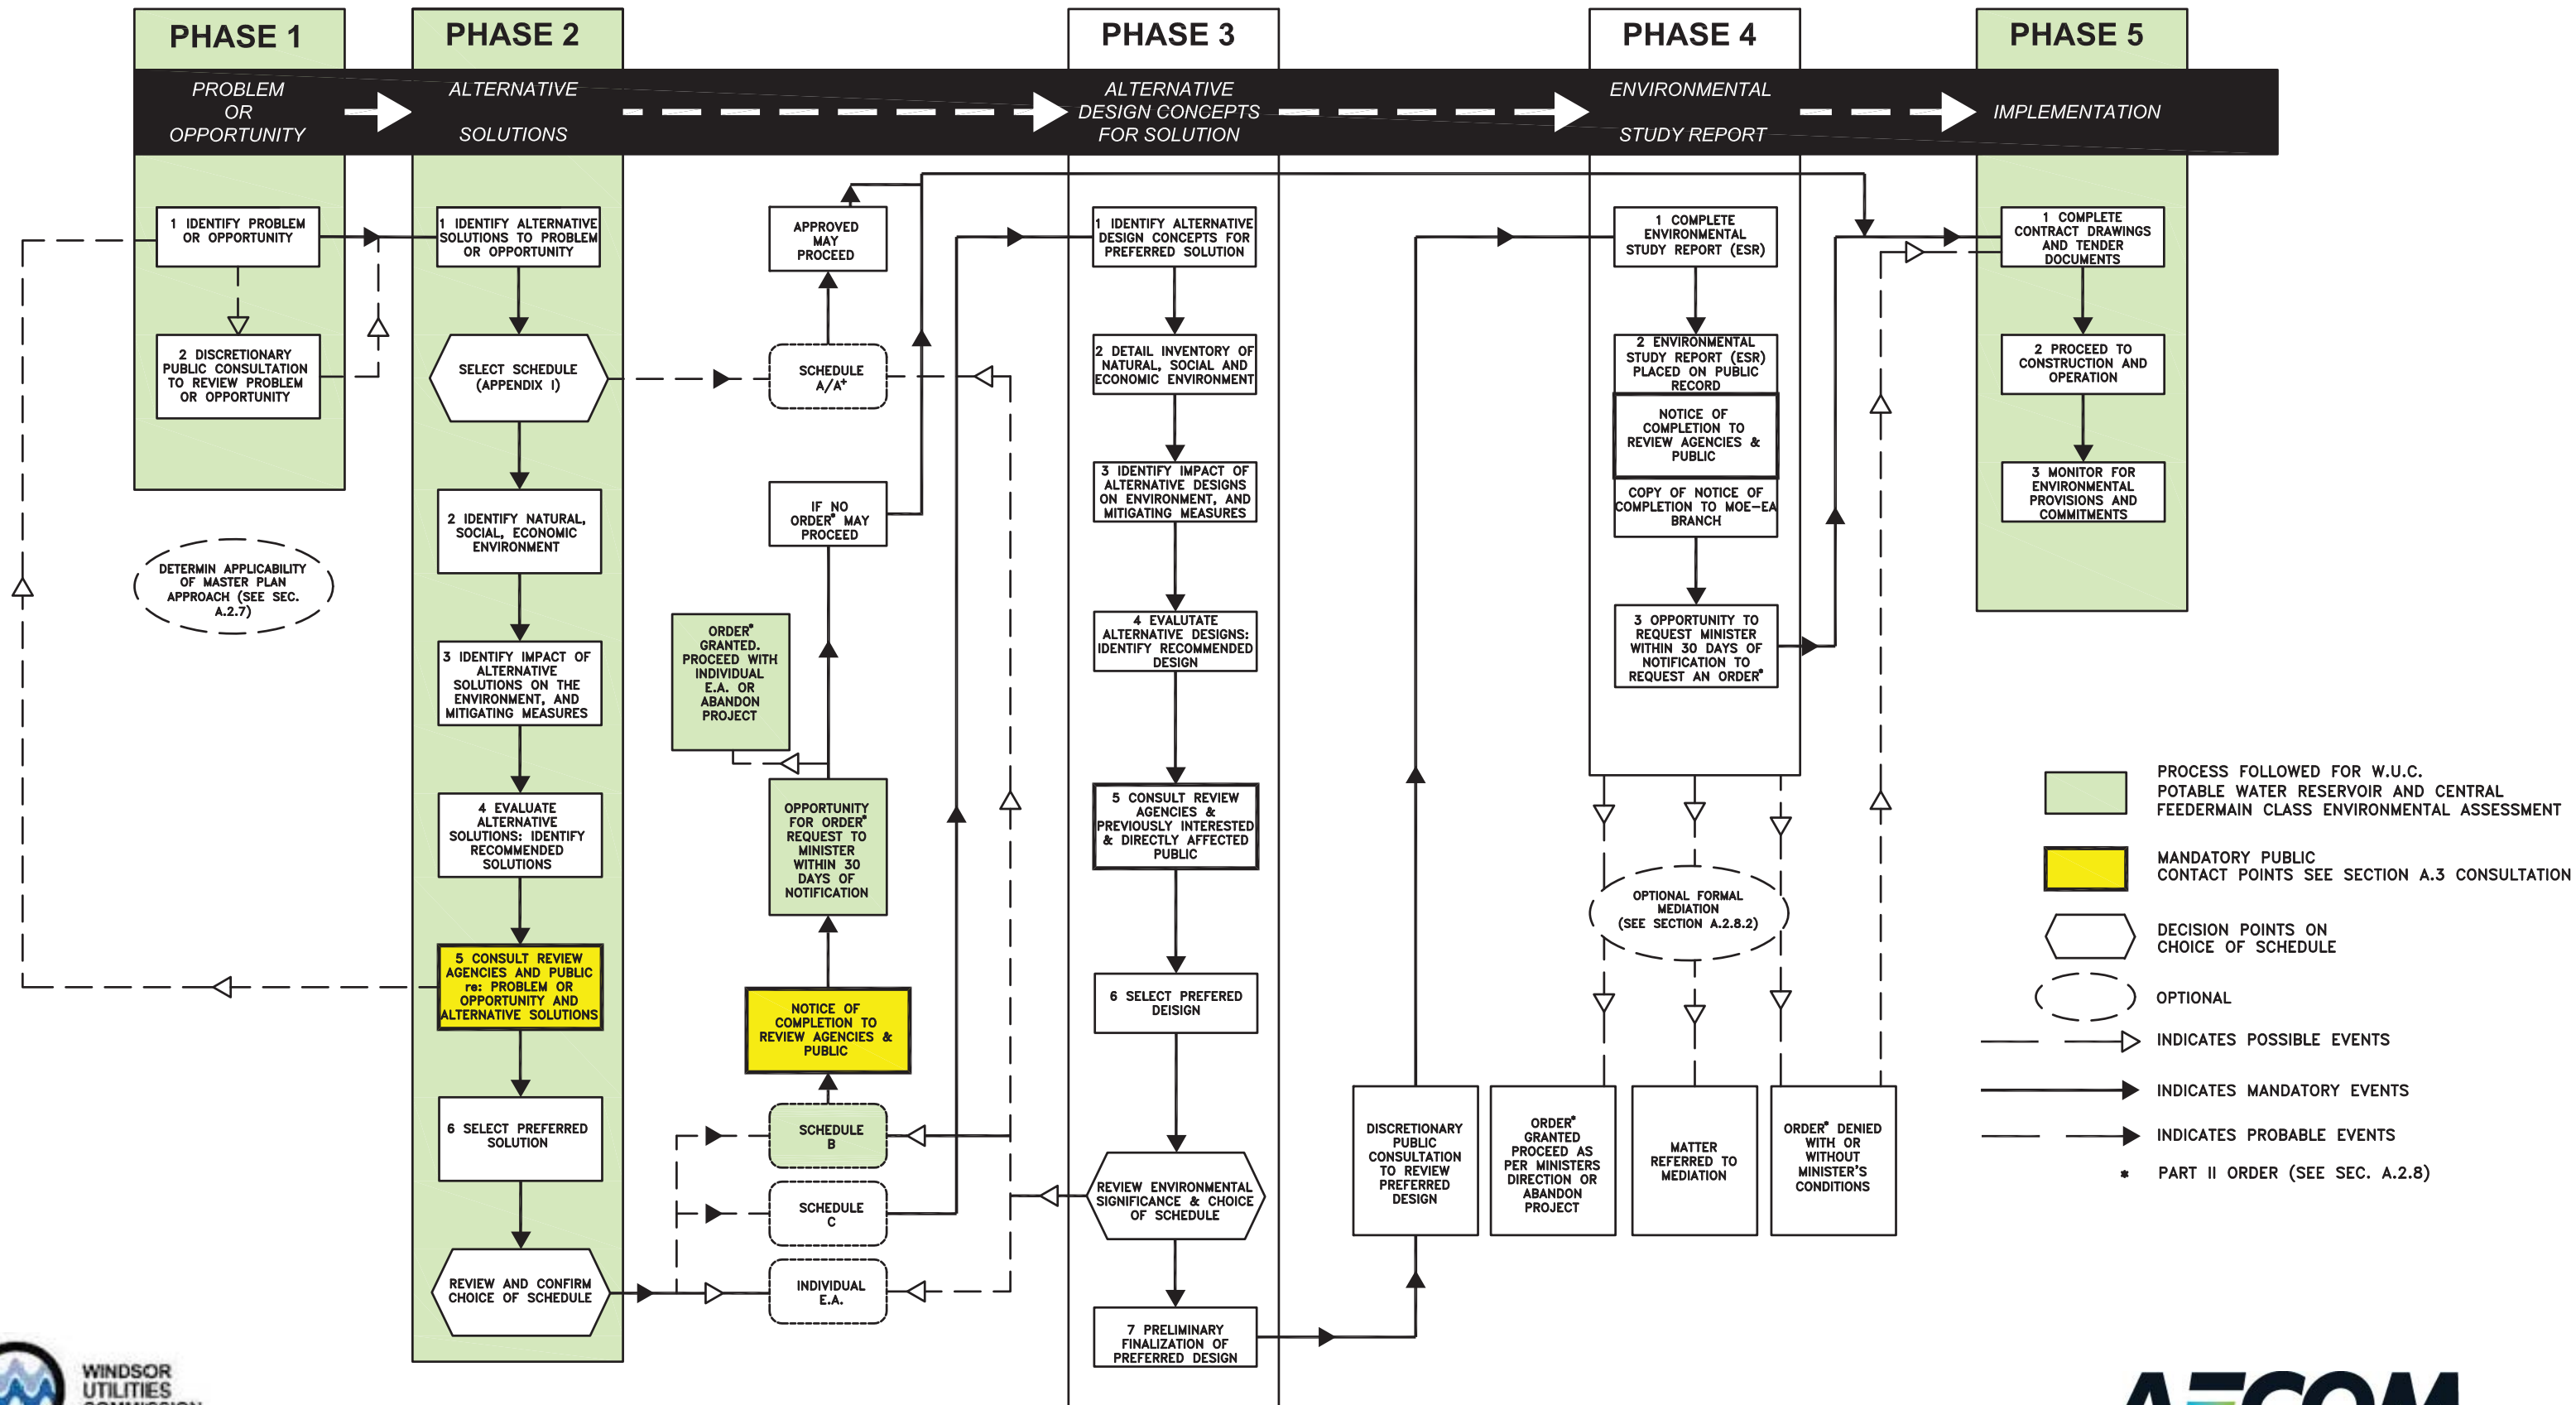 PHASE 1
PROBLEM
OR
OPPORTUNITY
1 IDENTIFY PROBLEM
OR OPPORTUNITY
2 DISCRETIONARY
PUBLIC CONSULTATION
TO REVIEW PROBLEM
OR OPPORTUNITY
DETERMIN APPLICABILITY
OF MASTER PLAN
APPROACH (SEE SEC.
A.2.7)
PHASE 2
ALTERNATIVE
SOLUTIONS
1 IDENTIFY ALTERNATIVE
SOLUTIONS TO PROBLEM
OR OPPORTUNITY
SELECT SCHEDULE
(APPENDIX I)
2 IDENTIFY NATURAL,
SOCIAL, ECONOMIC
ENVIRONMENT
3 IDENTIFY IMPACT OF
ALTERNATIVE
SOLUTIONS ON THE
ENVIRONMENT, AND
MITIGATING MEASURES
4 EVALUATE
ALTERNATIVE
SOLUTIONS: IDENTIFY
RECOMMENDED
SOLUTIONS
5 CONSULT REVIEW
AGENCIES AND PUBLIC
re: PROBLEM OR
OPPORTUNITY AND
ALTERNATIVE SOLUTIONS
6 SELECT PREFERRED
SOLUTION
REVIEW AND CONFIRM
CHOICE OF SCHEDULE
APPROVED
MAY
PROCEED
SCHEDULE
A/A+
IF NO
ORDER* MAY
PROCEED
ORDER*
GRANTED.
PROCEED WITH
INDIVIDUAL
E.A. OR
ABANDON
PROJECT
OPPORTUNITY
FOR ORDER*
REQUEST TO
MINISTER
WITHIN 30
DAYS OF
NOTIFICATION
NOTICE OF
COMPLETION TO
REVIEW AGENCIES &
PUBLIC
SCHEDULE
B
SCHEDULE
C
INDIVIDUAL
E.A.
PHASE 3
ALTERNATIVE
DESIGN CONCEPTS
FOR SOLUTION
1 IDENTIFY ALTERNATIVE
DESIGN CONCEPTS FOR
PREFERRED SOLUTION
2 DETAIL INVENTORY OF
NATURAL, SOCIAL AND
ECONOMIC ENVIRONMENT
3 IDENTIFY IMPACT OF
ALTERNATIVE DESIGNS
ON ENVIRONMENT, AND
MITIGATING MEASURES
4 EVALUTATE
ALTERNATIVE DESIGNS:
IDENTIFY RECOMMENDED
DESIGN
5 CONSULT REVIEW
AGENCIES &
PREVIOUSLY INTERESTED
& DIRECTLY AFFECTED
PUBLIC
6 SELECT PREFERED
DEISIGN
REVIEW ENVIRONMENTAL
SIGNIFICANCE & CHOICE
OF SCHEDULE
7 PRELIMINARY
FINALIZATION OF
PREFERRED DESIGN
PHASE 4
ENVIRONMENTAL
STUDY REPORT
1 COMPLETE
ENVIRONMENTAL
STUDY REPORT (ESR)
2 ENVIRONMENTAL
STUDY REPORT (ESR)
PLACED ON PUBLIC
RECORD
NOTICE OF
COMPLETION TO
REVIEW AGENCIES &
PUBLIC
COPY OF NOTICE OF
COMPLETION TO MOE-EA
BRANCH
3 OPPORTUNITY TO
REQUEST MINISTER
WITHIN 30 DAYS OF
NOTIFICATION TO
REQUEST AN ORDER*
OPTIONAL FORMAL
MEDIATION
(SEE SECTION A.2.8.2)
DISCRETIONARY
PUBLIC
CONSULTATION
TO REVIEW
PREFERRED
DESIGN
ORDER*
GRANTED
PROCEED AS
PER MINISTERS
DIRECTION OR
ABANDON
PROJECT
MATTER
REFERRED TO
MEDIATION
ORDER* DENIED
WITH OR
WITHOUT
MINISTER'S
CONDITIONS
PHASE 5
IMPLEMENTATION
1 COMPLETE
CONTRACT DRAWINGS
AND TENDER
DOCUMENTS
2 PROCEED TO
CONSTRUCTION AND
OPERATION
3 MONITOR FOR
ENVIRONMENTAL
PROVISIONS AND
COMMITMENTS
PROCESS FOLLOWED FOR W.U.C.
POTABLE WATER RESERVOIR AND CENTRAL
FEEDERMAIN CLASS ENVIRONMENTAL ASSESSMENT
MANDATORY PUBLIC
CONTACT POINTS SEE SECTION A.3 CONSULTATION
DECISION POINTS ON
CHOICE OF SCHEDULE
OPTIONAL
INDICATES POSSIBLE EVENTS
INDICATES MANDATORY EVENTS
INDICATES PROBABLE EVENTS
* PART II ORDER (SEE SEC. A.2.8)
WINDSOR
UTILITIES
COMMISSION
AECOM